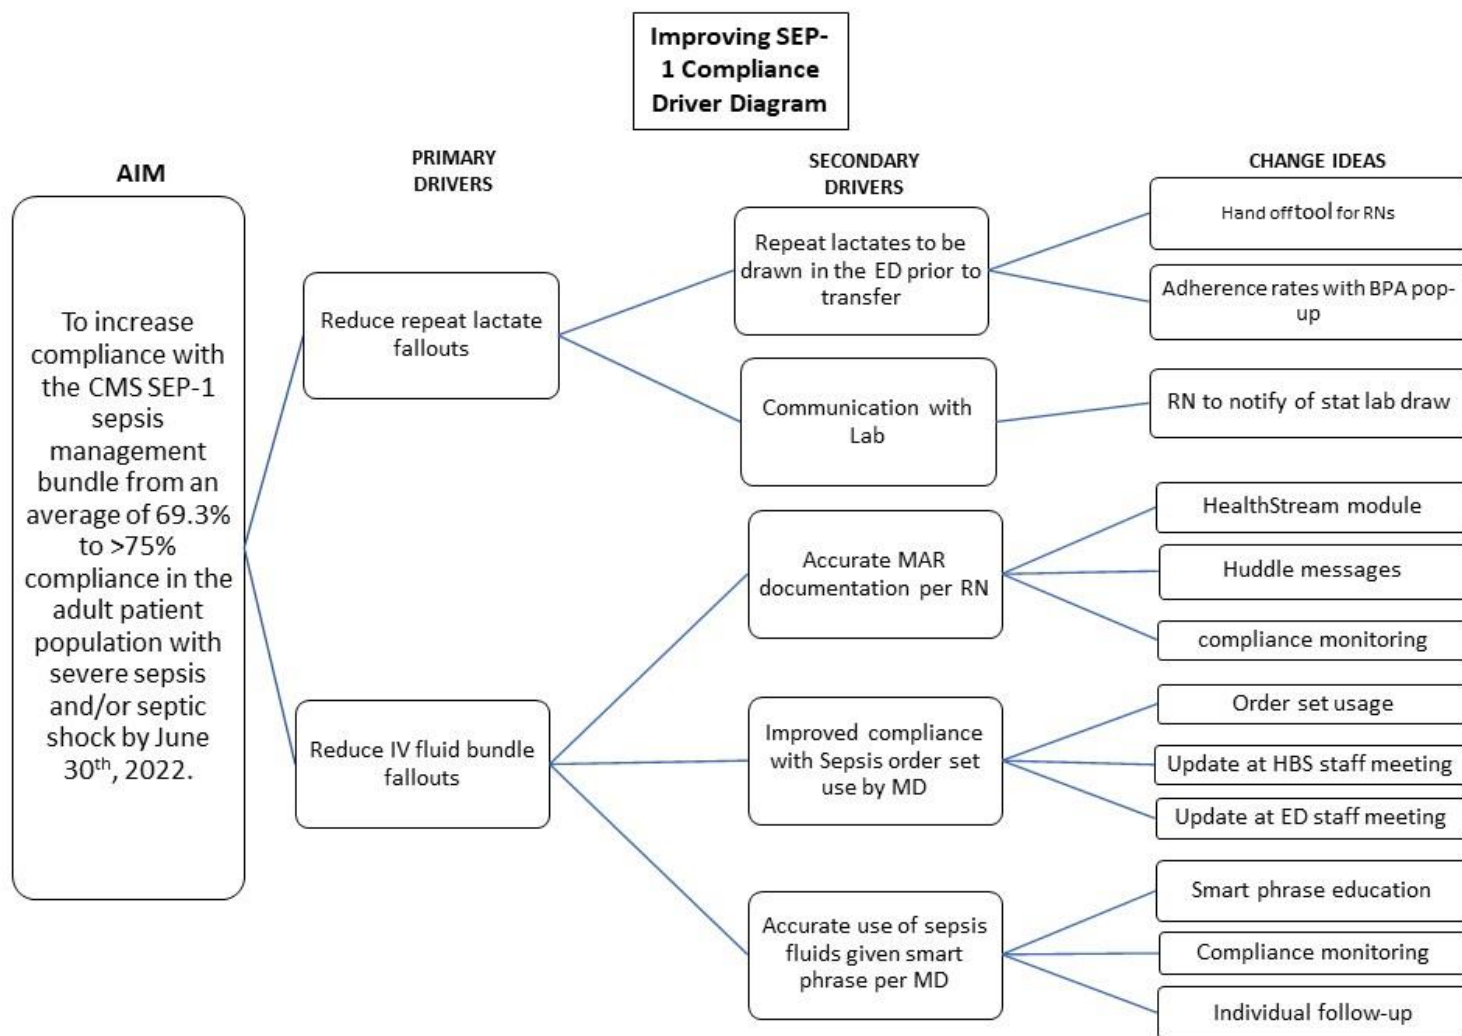 Improving SEP-
1 Compliance
Driver Diagram
AIM
PRIMARY
DRIVERS
SECONDARY
DRIVERS
CHANGE IDEAS
To increase
compliance with
the CMS SEP-1
sepsis
management
bundle from an
average of 69.3%
to >75%
compliance in the
adult patient
population with
severe sepsis
and/or septic
shock by June
30th, 2022.
Reduce repeat lactate
fallouts
Reduce IV fluid bundle
fallouts
Repeat lactates to be
drawn in the ED prior to
transfer
Communication with
Lab
Accurate MAR
documentation per RN
Improved compliance
with Sepsis order set
use by MD
Accurate use of sepsis
fluids given smart
phrase per MD
Hand off tool for RNs
Adherence rates with BPA pop-
up
RN to notify of stat lab draw
HealthStream module
Huddle messages
compliance monitoring
Order set usage
Update at HBS staff meeting
Update at ED staff meeting
Smart phrase education
Compliance monitoring
Individual follow-up